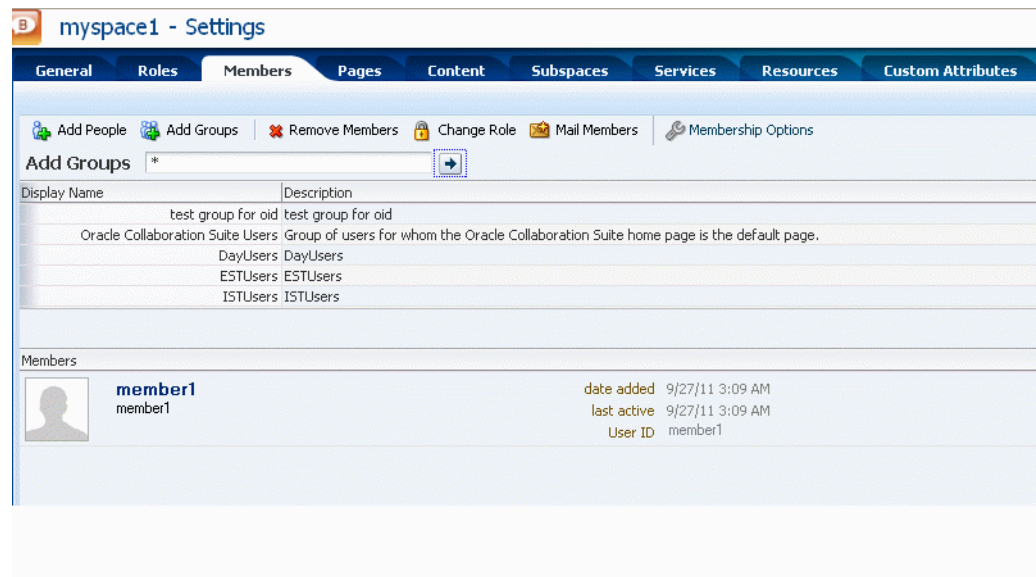 B myspace1 - Settings
General Roles Members Pages Content Subspaces Services Resources Custom Attributes
Add People Add Groups Remove Members Change Role Mail Members Membership Options
Add Groups *
Display Name Description
test group for oid test group for oid
Oracle Collaboration Suite Users Group of users for whom the Oracle Collaboration Suite home page is the default page.
DayUsers DayUsers
ESTUsers ESTUsers
ISTUsers ISTUsers
Members
member1 date added 9/27/11 3:09 AM
member1 last active 9/27/11 3:09 AM
User ID member1